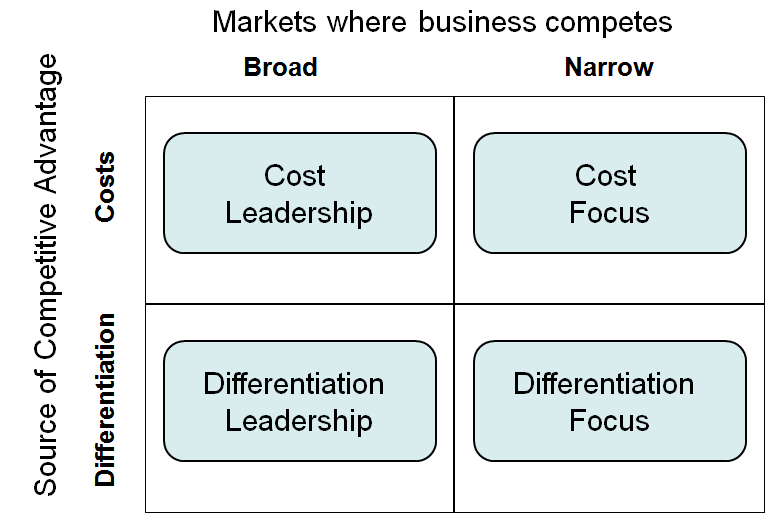 Markets where business competes
Broad
Narrow
Source of Competitive Advantage
Costs
Cost
Leadership
Cost
Focus
Differentiation
Differentiation
Leadership
Differentiation
Focus